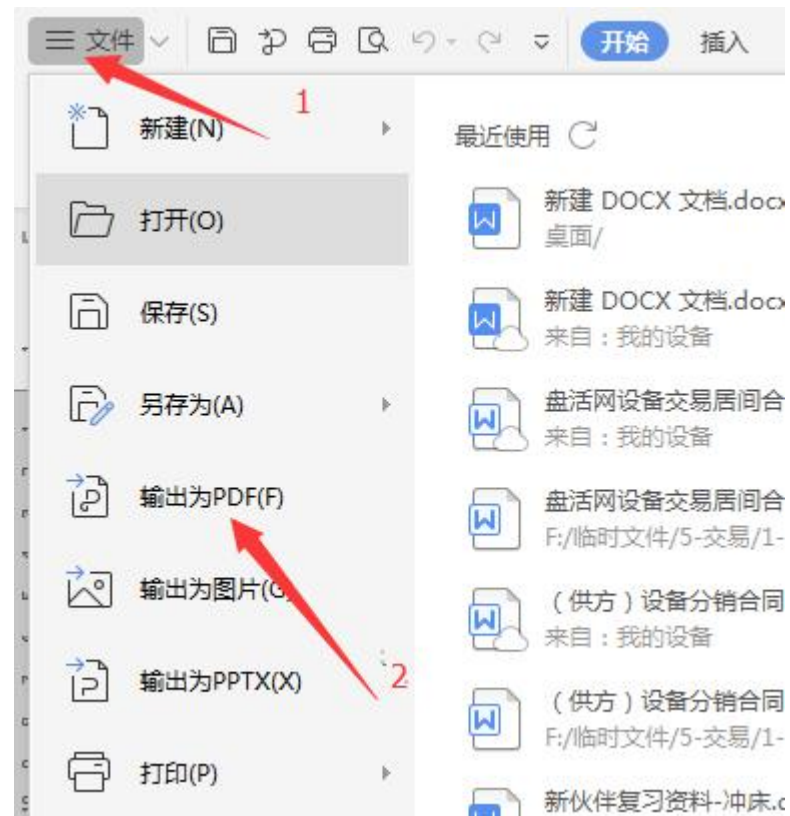 文件
开始 插入
1
新建(N)
打开(O)
保存(S)
另存为(A)
输出为PDF(F)
输出为图片(G)
输出为PPTX(X)
2
打印(P)
最近使用
新建 DOCX 文档.docx
桌面/
新建 DOCX 文档.docx
来自：我的设备
盘活网设备交易居间合
来自：我的设备
盘活网设备交易居间合
F:/临时文件/5-交易/1-
（供方）设备分销合同
来自：我的设备
（供方）设备分销合同
F:/临时文件/5-交易/1-
新伙伴复习资料-冲床.d